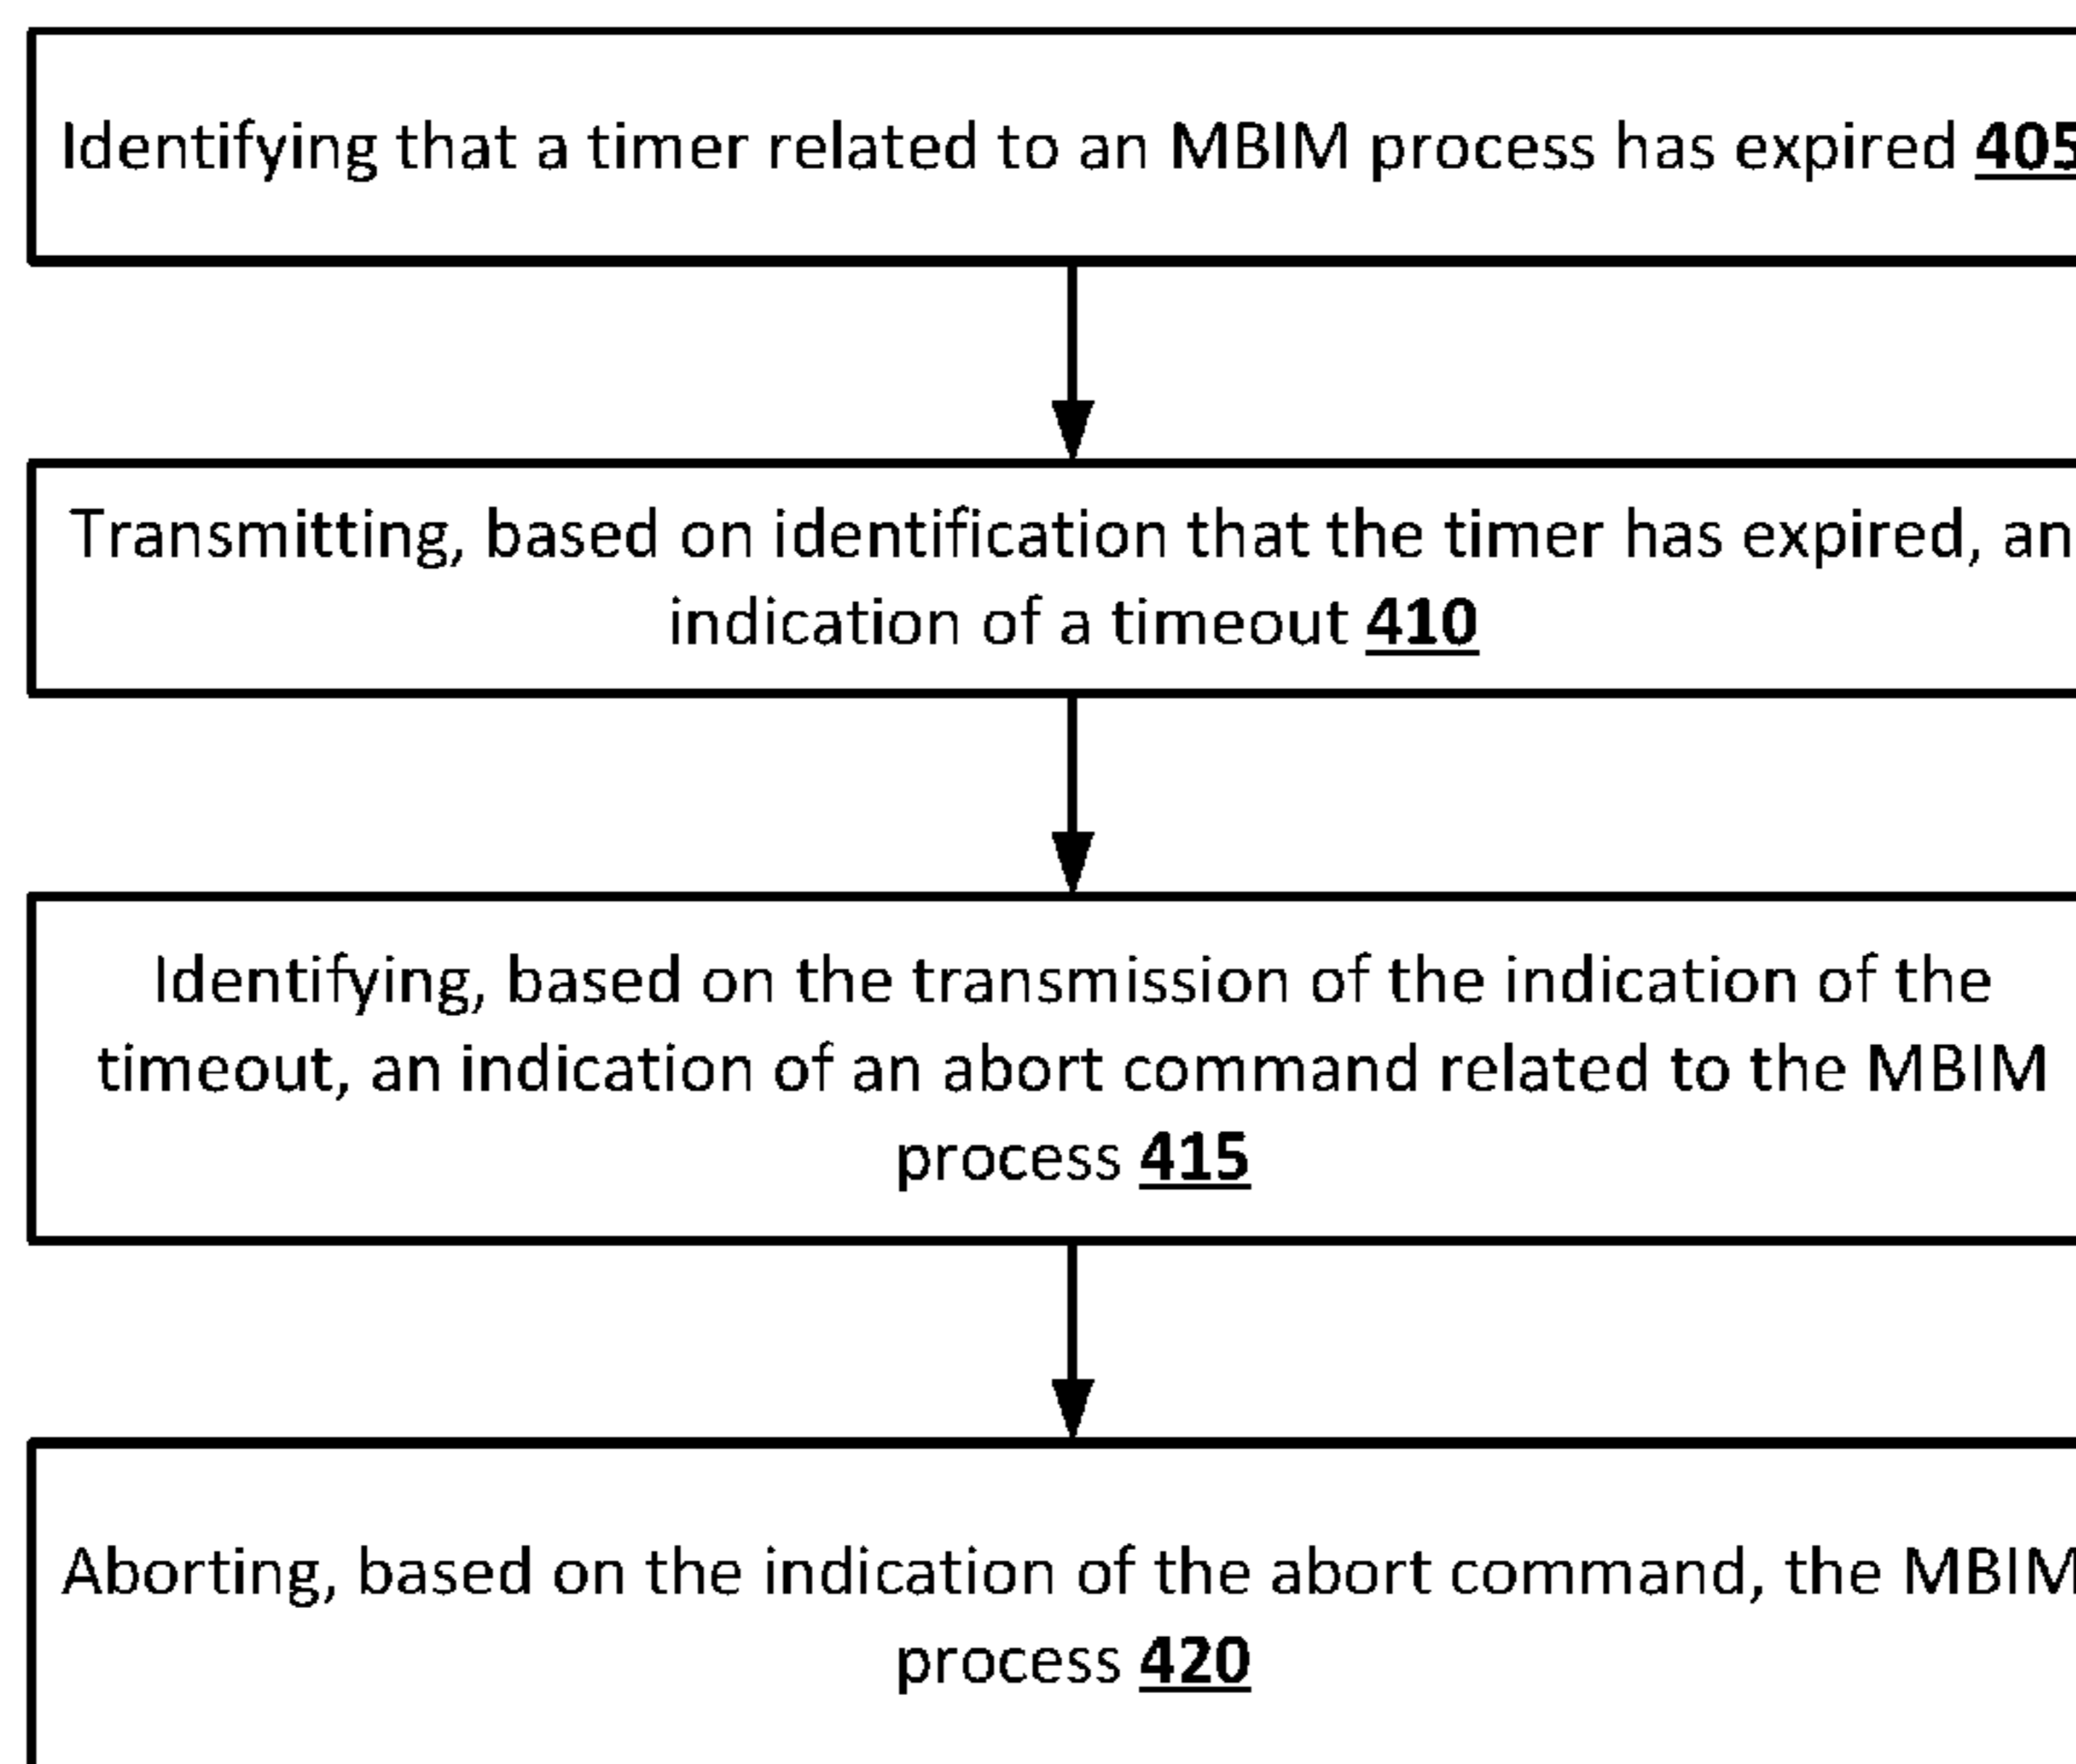 Identifying that a timer related to an MBIM process has expired 405
Transmitting, based on identification that the timer has expired, an
indication of a timeout 410
Identifying, based on the transmission of the indication of the
timeout, an indication of an abort command related to the MBIM
process 415
Aborting, based on the indication of the abort command, the MBIM
process 420